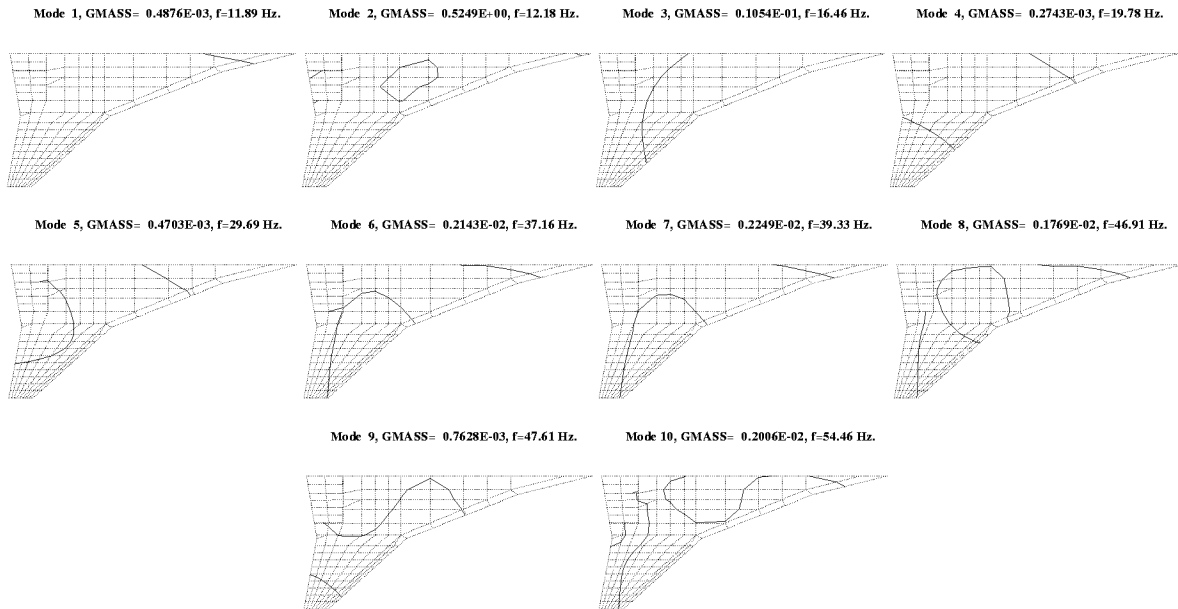 Mode 1, GMASS= 0.4876E-03, f=11.89 Hz.
Mode 2, GMASS= 0.5249E+00, f=12.18 Hz.
Mode 3, GMASS= 0.1054E-01, f=16.46 Hz.
Mode 4, GMASS= 0.2743E-03, f=19.78 Hz.
Mode 5, GMASS= 0.4703E-03, f=29.69 Hz.
Mode 6, GMASS= 0.2143E-02, f=37.16 Hz.
Mode 7, GMASS= 0.2249E-02, f=39.33 Hz.
Mode 8, GMASS= 0.1769E-02, f=46.91 Hz.
Mode 9, GMASS= 0.7628E-03, f=47.61 Hz.
Mode 10, GMASS= 0.2006E-02, f=54.46 Hz.